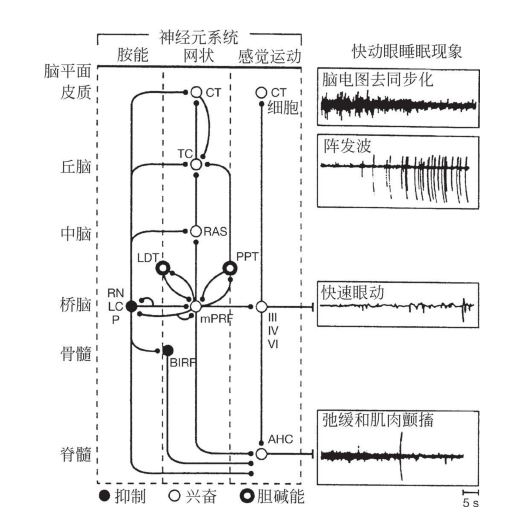 神经元系统
胺能 网状 感觉运动
快动眼睡眠现象
脑平面
皮质
CT
CT
细胞
脑电图去同步化
丘脑
TC
阵发波
中脑
RAS
LDT
PPT
桥脑
RN
LC
P
mPRF
III
IV
VI
快速眼动
骨髓
BIRF
脊髓
AHC
弛缓和肌肉颤搐
抑制 兴奋 胆碱能
5 s